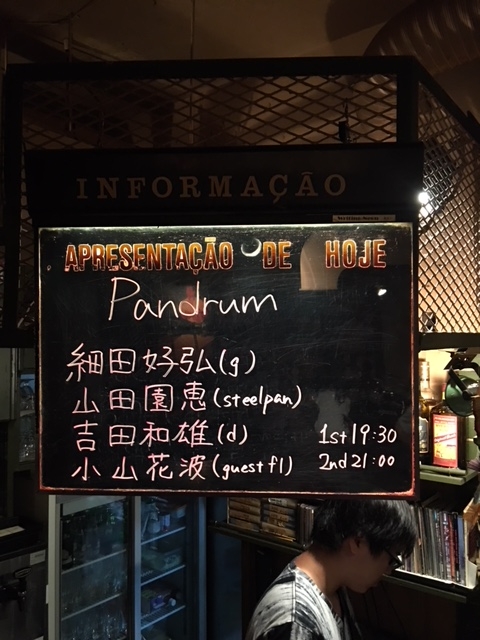 INFORMAÇÃO
APRESENTAÇÃO DE HOJE
Pandrum
細田好弘(g)
山田園恵(steelpan)
吉田和雄(d) 1st 19:30
小山花波(guest fl) 2nd 21:00